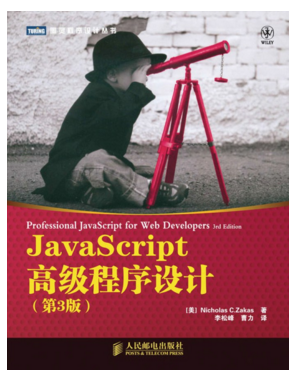 TURING 图灵程序设计丛书
WILEY
Professional JavaScript for Web Developers 3rd Edition
JavaScript
高级程序设计
（第3版）
[美] Nicholas C.Zakas 著
李松峰 曹力 译
人民邮电出版社
POSTS & TELECOM PRESS